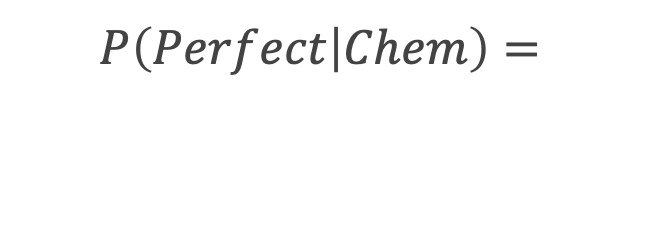 P(Perfect|Chem) =